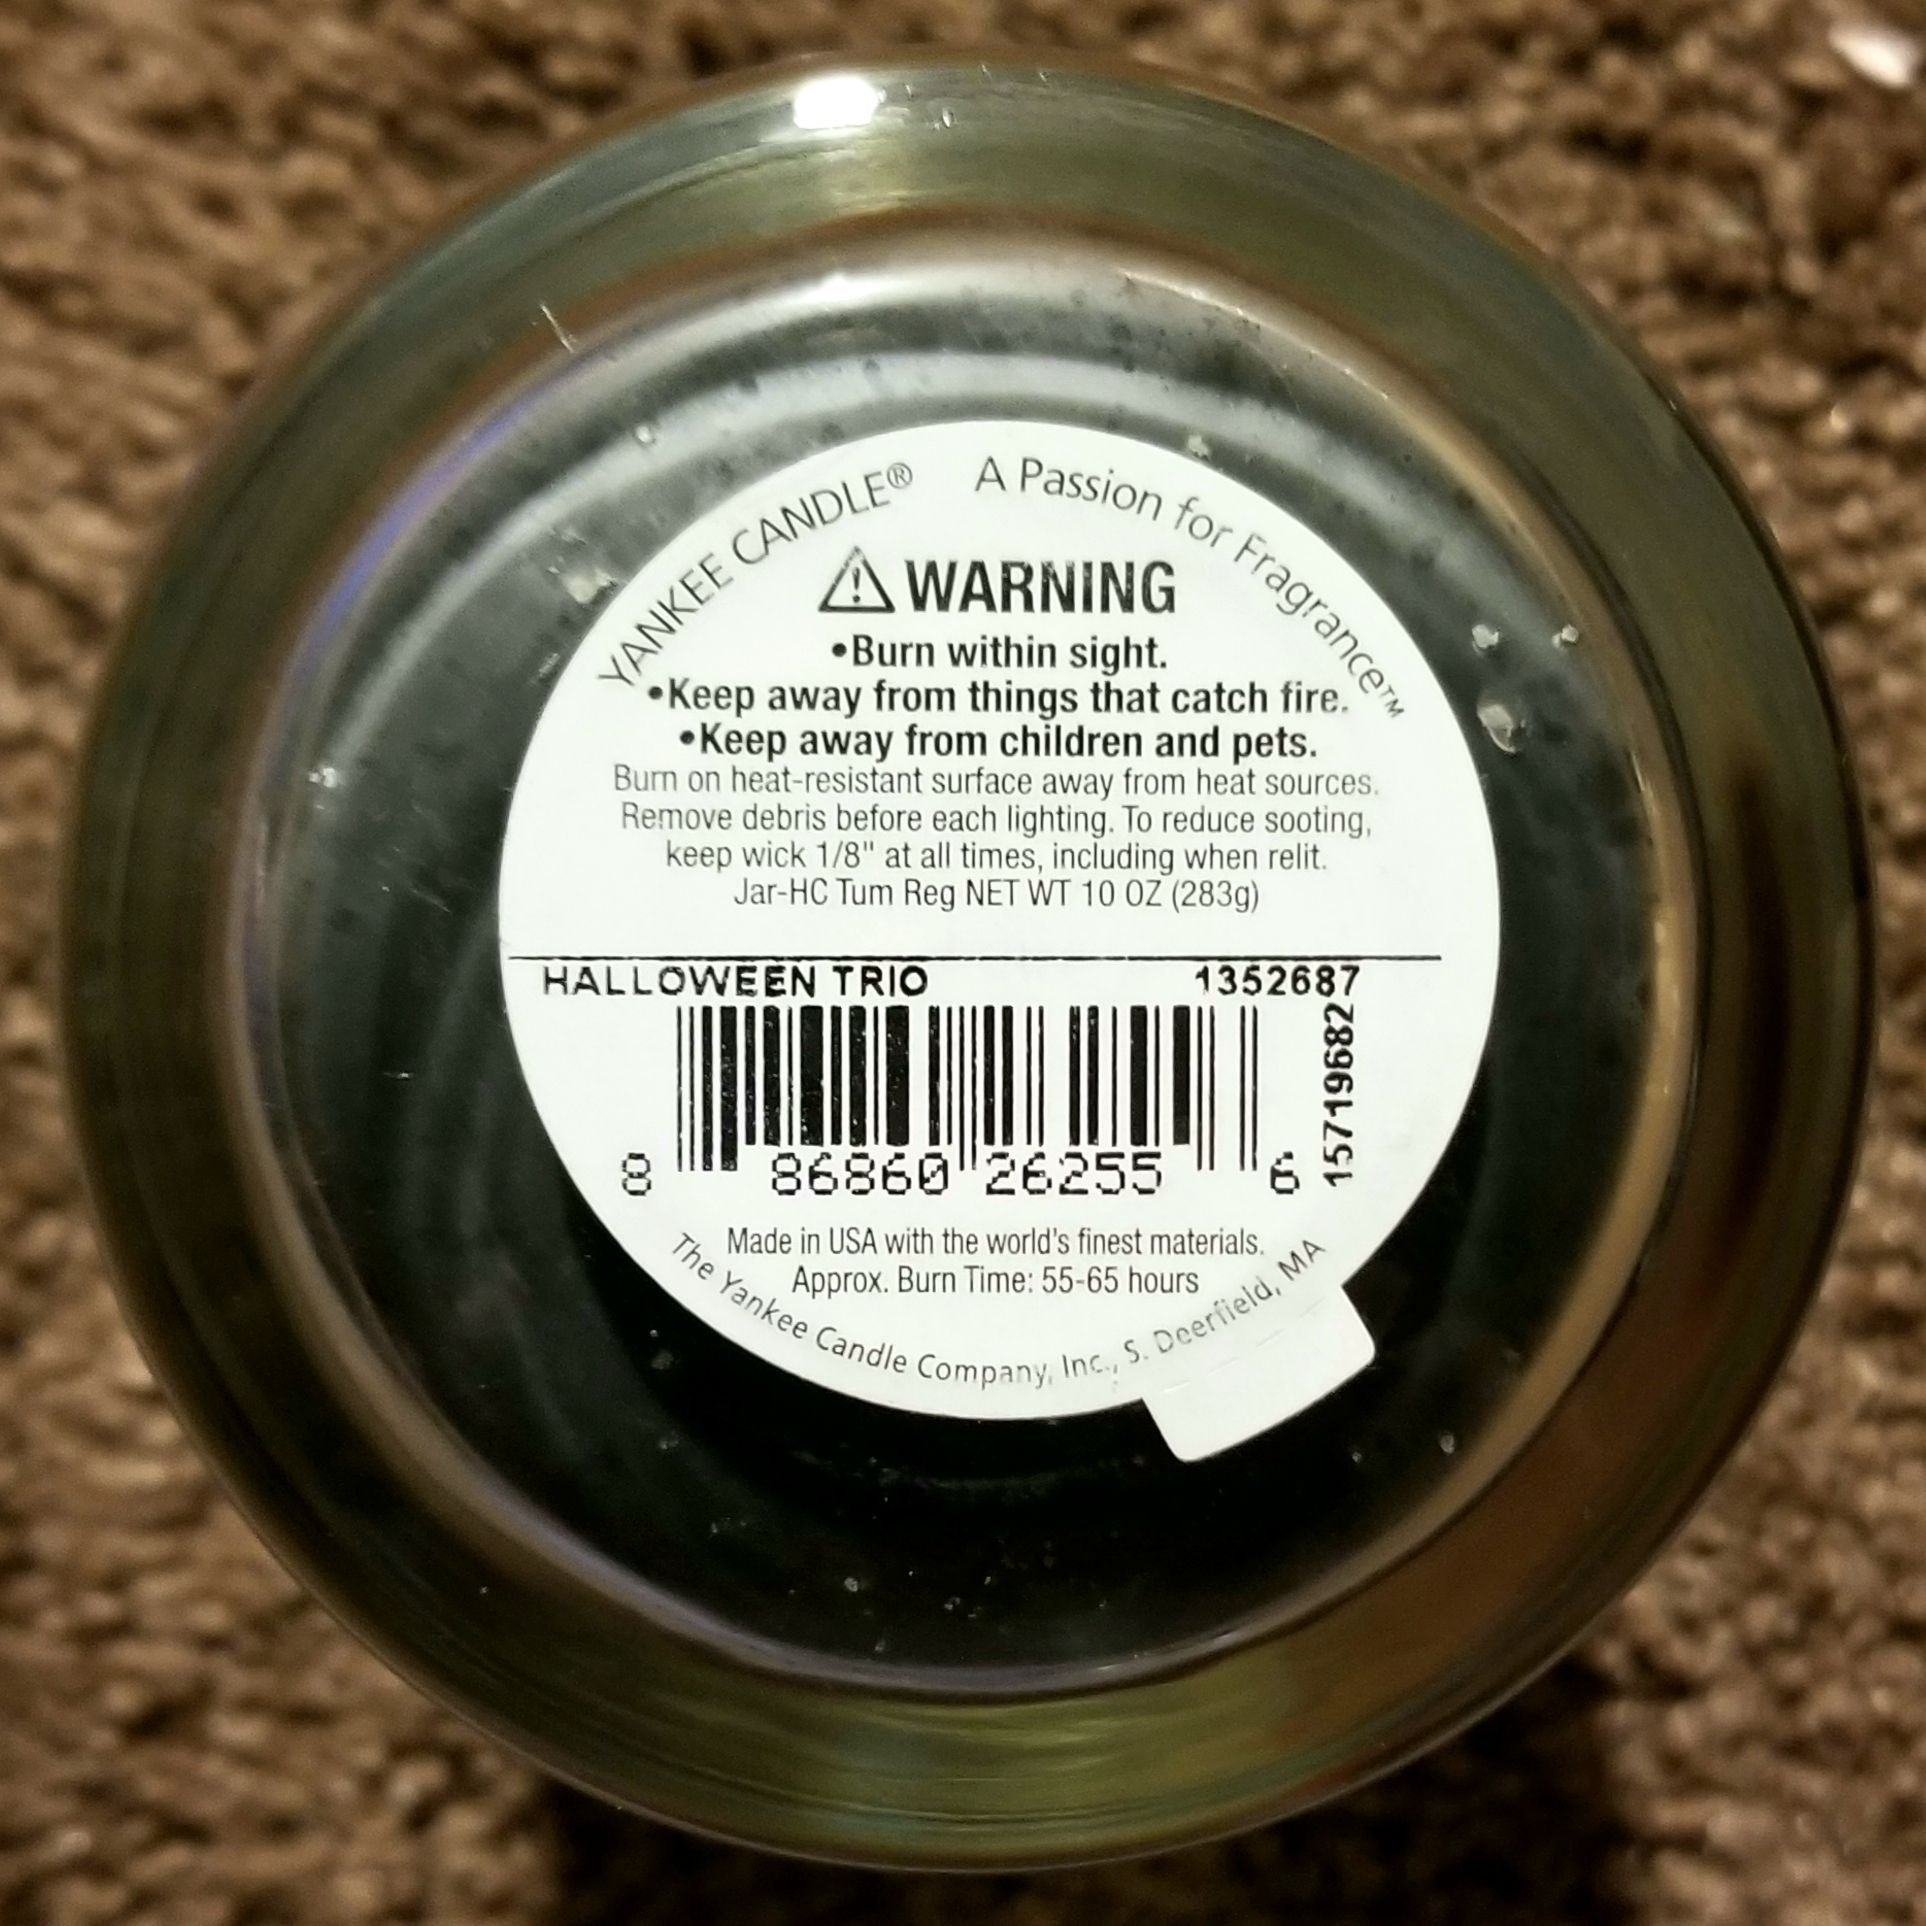 YANKEE CANDLE® A Passion for Fragrance™
⚠ WARNING
•Burn within sight.
•Keep away from things that catch fire.
•Keep away from children and pets.
Burn on heat-resistant surface away from heat sources.
Remove debris before each lighting. To reduce sooting,
keep wick 1/8" at all times, including when relit.
Jar-HC Tum Reg NET WT 10 OZ (283g)
HALLOWEEN TRIO 1352687
15719682
8 86860 26255 6
Made in USA with the world's finest materials.
Approx. Burn Time: 55-65 hours
The Yankee Candle Company, Inc., S. Deerfield, MA